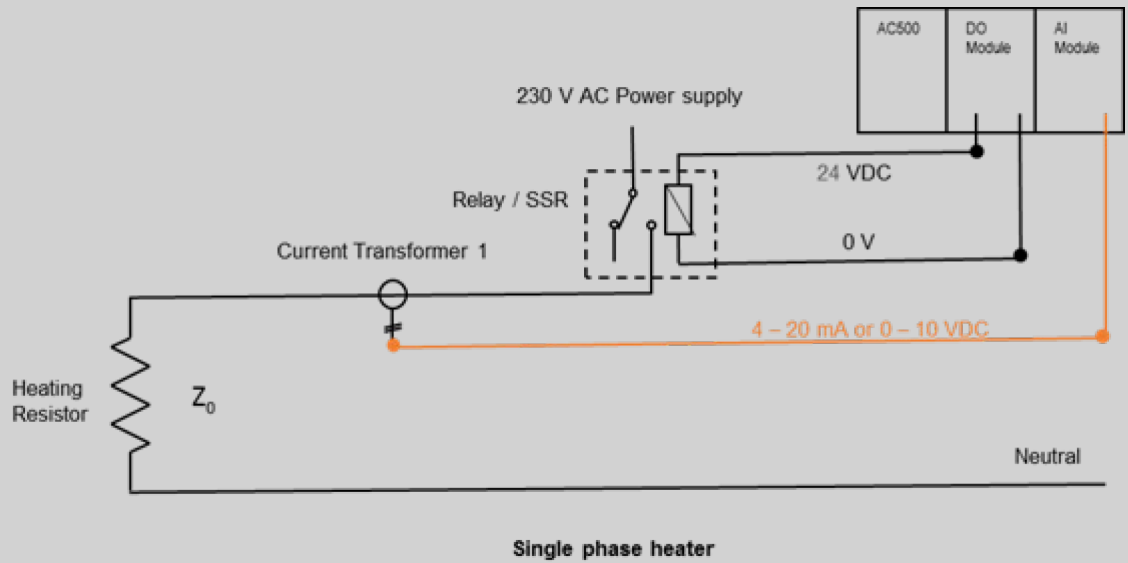 AC500
DO
Module
AI
Module
230 V AC Power supply
24 VDC
Relay / SSR
0 V
Current Transformer 1
4 – 20 mA or 0 – 10 VDC
Heating
Resistor
Z0
Neutral
Single phase heater